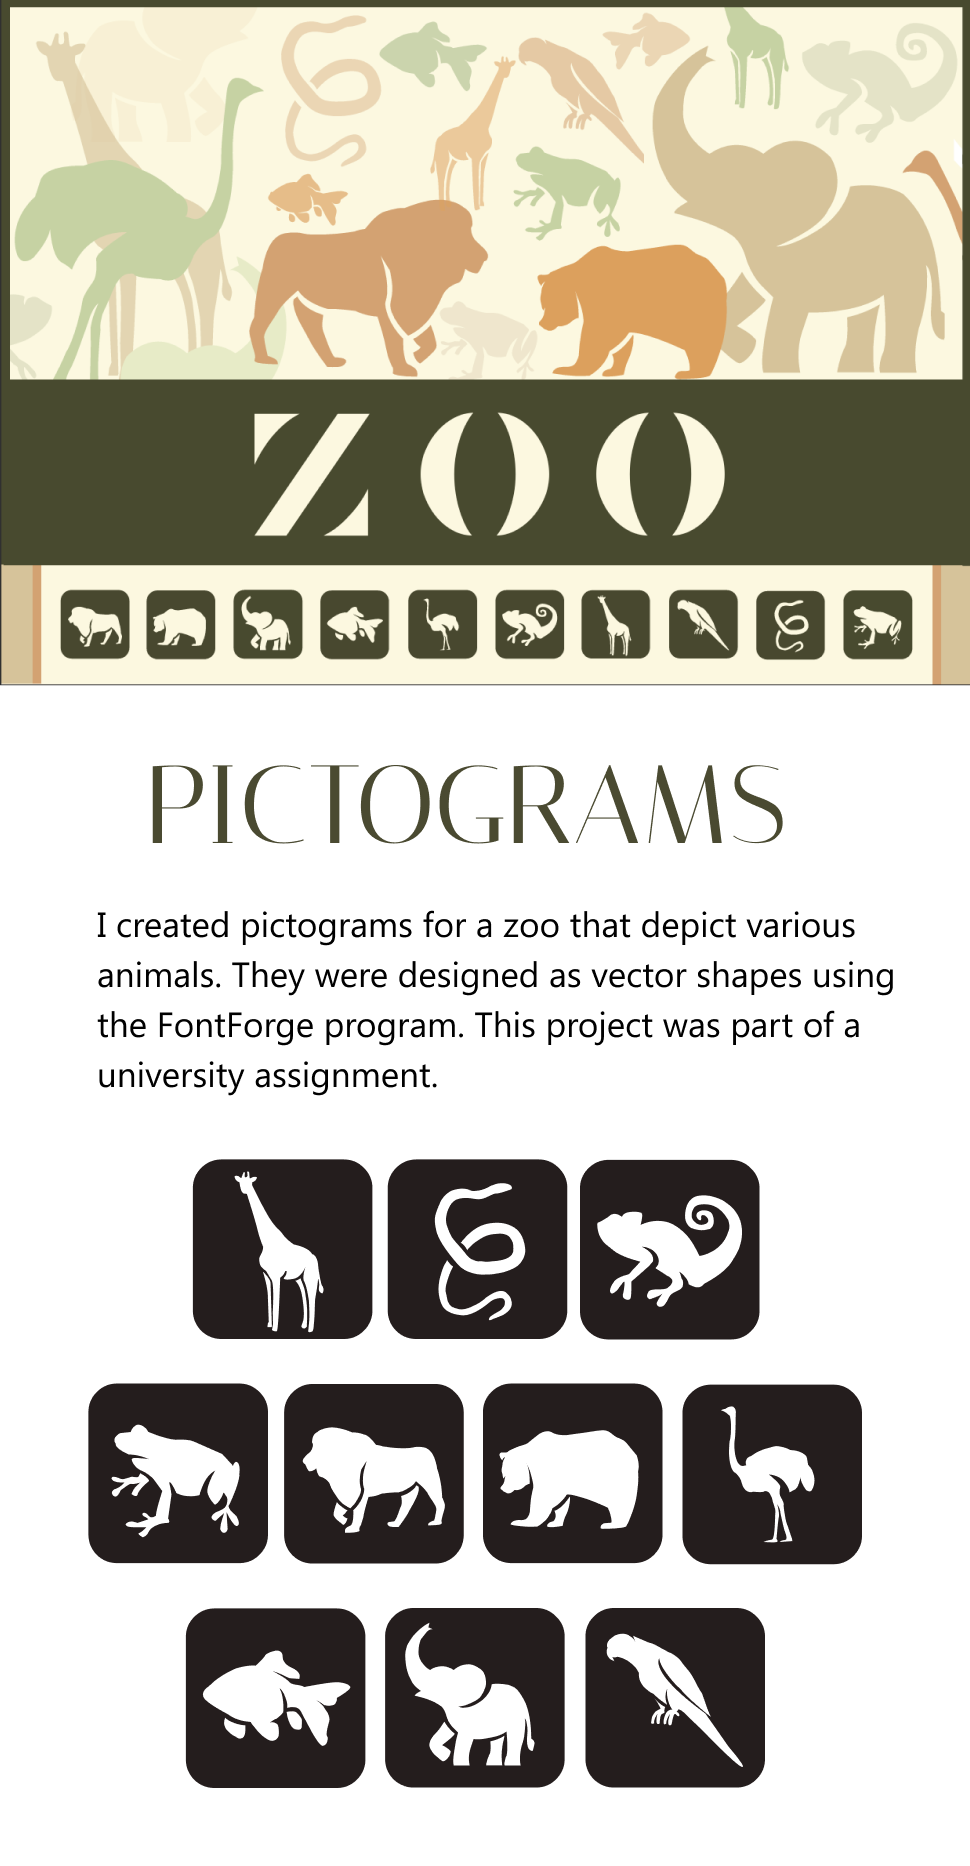 ZOO
PICTOGRAMS
I created pictograms for a zoo that depict various
animals. They were designed as vector shapes using
the FontForge program. This project was part of a
university assignment.